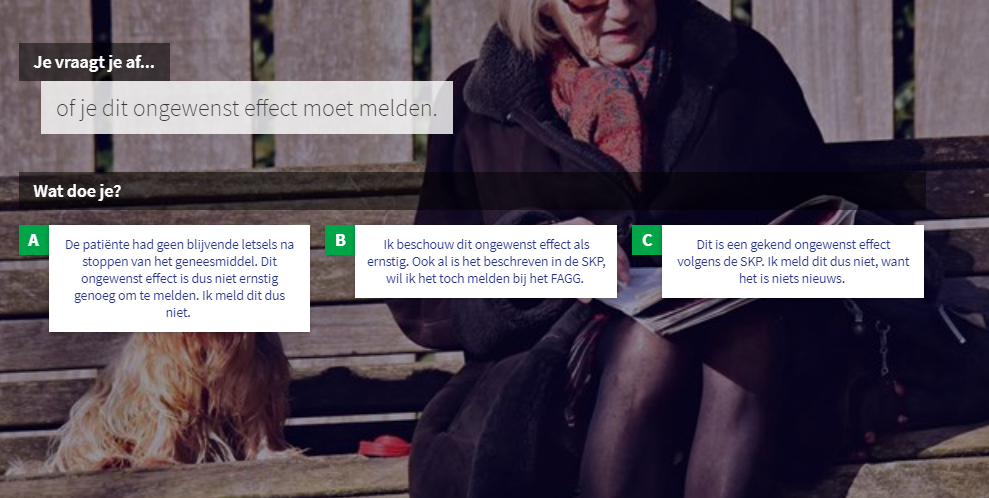 Je vraagt je af...
of je dit ongewenst effect moet melden.
Wat doe je?
A
De patiënte had geen blijvende letsels na
stoppen van het geneesmiddel. Dit
ongewenst effect is dus niet ernstig
genoeg om te melden. Ik meld dit dus
niet.
B
Ik beschouw dit ongewenst effect als
ernstig. Ook al is het beschreven in de SKP,
wil ik het toch melden bij het FAGG.
C
Dit is een gekend ongewenst effect
volgens de SKP. Ik meld dit dus niet, want
het is niets nieuws.